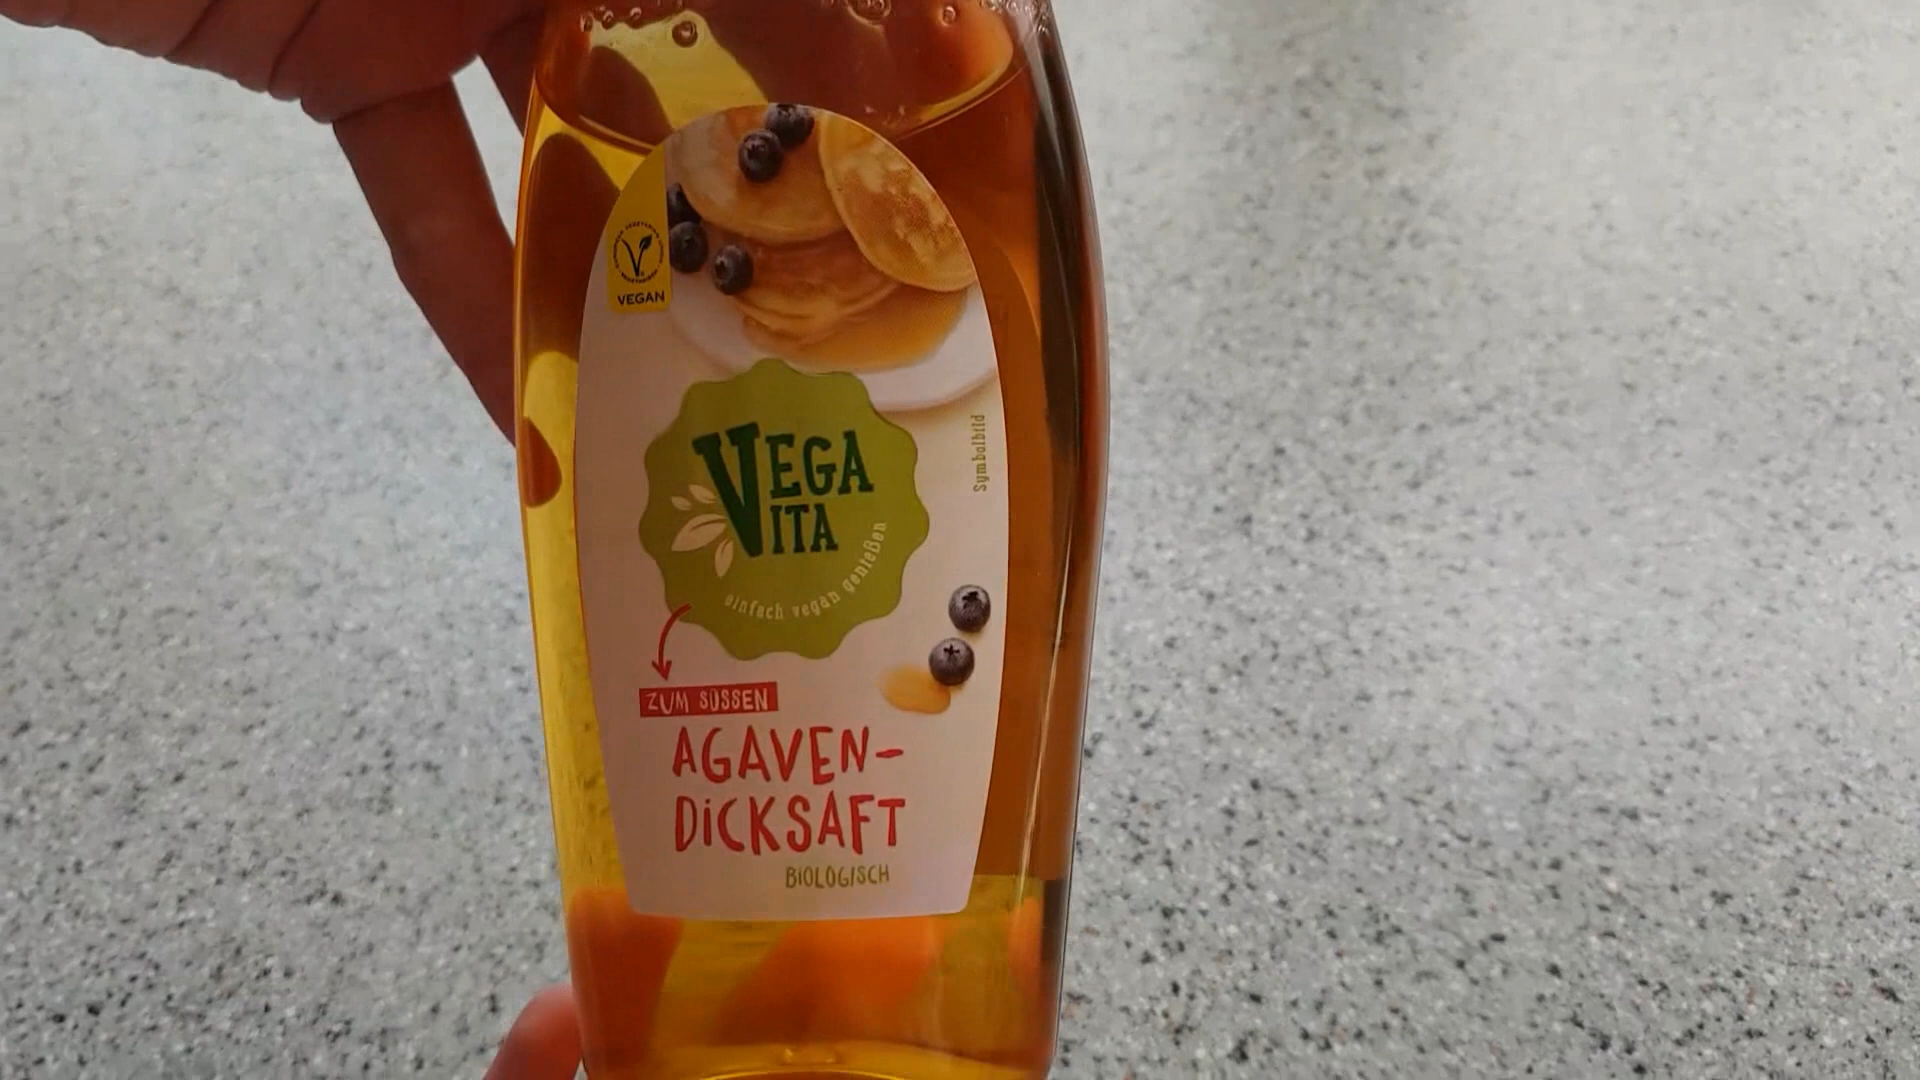 VEGAN
VEGA
VITA
einfach vegan genießen
Symbolbild
ZUM SÜSSEN
AGAVEN-
DiCKSAFT
BiOLOGiSCH